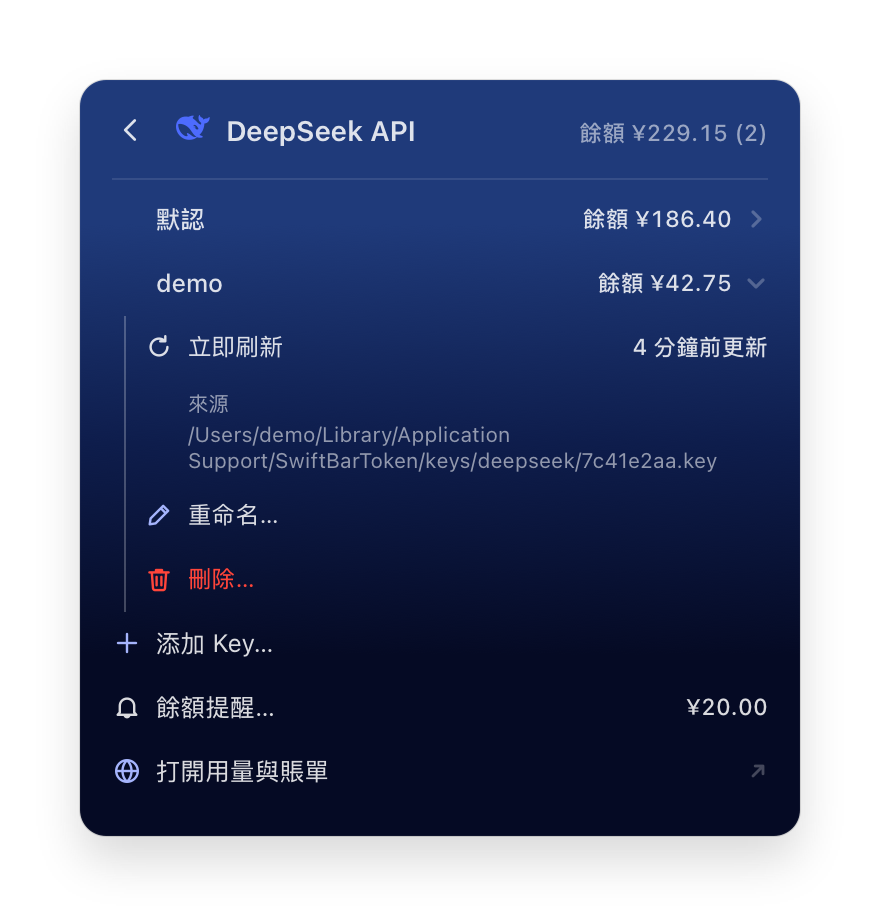 DeepSeek API 餘額 ¥229.15 (2)
默認 餘額 ¥186.40
demo 餘額 ¥42.75
立即刷新 4 分鐘前更新
來源
/Users/demo/Library/Application
Support/SwiftBarToken/keys/deepseek/7c41e2aa.key
重命名...
刪除...
添加 Key...
餘額提醒... ¥20.00
打開用量與賬單